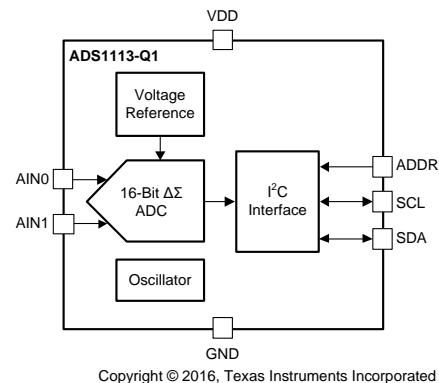 VDD
ADS1113-Q1
Voltage
Reference
AIN0
AIN1
16-Bit ΔΣ
ADC
I²C
Interface
ADDR
SCL
SDA
Oscillator
GND
Copyright © 2016, Texas Instruments Incorporated